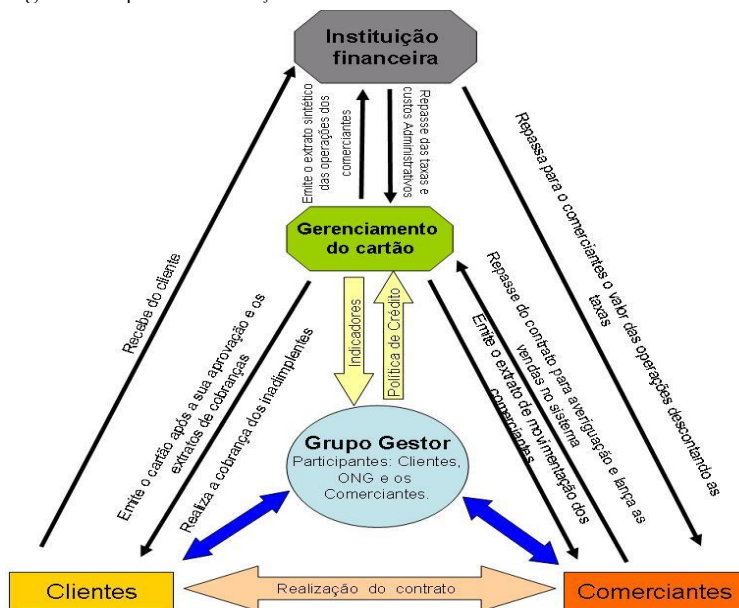 Instituição
financeira
Emite o extrato sintético
das operações dos
comerciantes
Repasse das taxas e
custos Administrativos
Recebe do cliente
Repassa para o comerciantes o valor das operações descontando as
taxas
Gerenciamento
do cartão
Emite o cartão após a sua aprovação e os
extratos de cobranças
Realiza a cobrança dos inadimplentes
Indicadores
Política de Crédito
Repasse do contrato para averiguação e lança as
vendas no sistema
Emite o extrato de movimentação dos
comerciantes
Grupo Gestor
Participantes: Clientes,
ONG e os
Comerciantes.
Clientes
Realização do contrato
Comerciantes